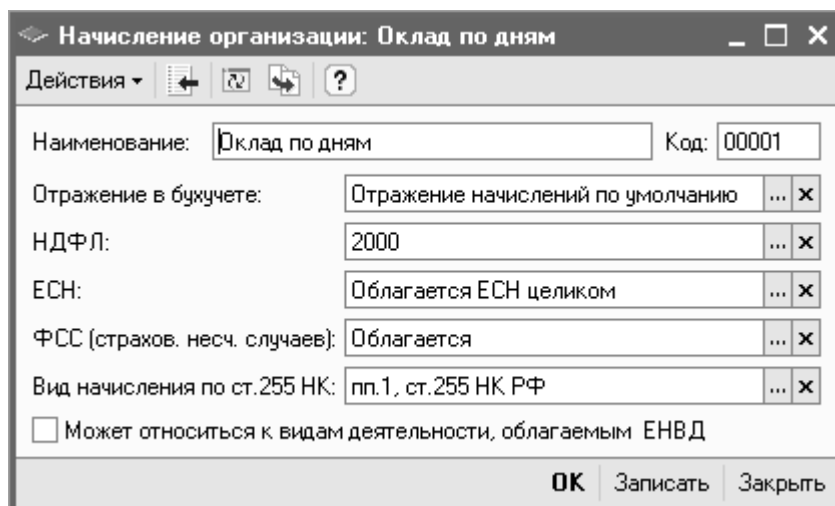 Начисление организации: Оклад по дням
Действия ?
Наименование: Оклад по дням Код: 00001
Отражение в бухучете: Отражение начислений по умолчанию ...
НДФЛ: 2000 ...
ЕСН: Облагается ЕСН целиком ...
ФСС (страхов. несч. случаев): Облагается ...
Вид начисления по ст.255 НК: пп.1, ст.255 НК РФ ...
Может относиться к видам деятельности, облагаемым ЕНВД
OK Записать Закрыть